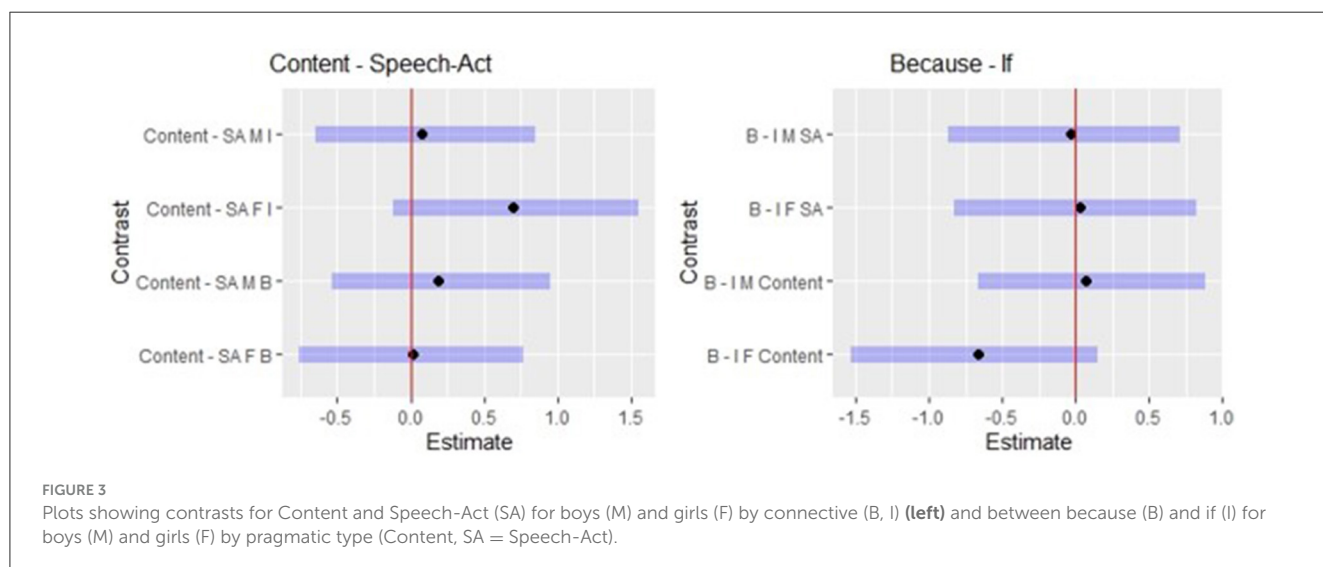 Content - Speech-Act
Contrast
Content - SA M I
Content - SA F I
Content - SA M B
Content - SA F B
-0.5 0.0 0.5 1.0 1.5
Estimate
Because - If
Contrast
B - I M SA
B - I F SA
B - I M Content
B - I F Content
-1.5 -1.0 -0.5 0.0 0.5 1.0
Estimate
FIGURE 3
Plots showing contrasts for Content and Speech-Act (SA) for boys (M) and girls (F) by connective (B, I) (left) and between because (B) and if (I) for
boys (M) and girls (F) by pragmatic type (Content, SA = Speech-Act).